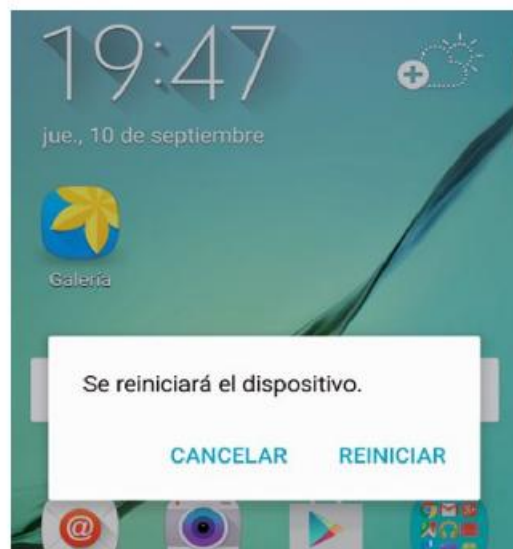 19:47
jue., 10 de septiembre
Galería
Se reiniciará el dispositivo.
CANCELAR REINICIAR
@